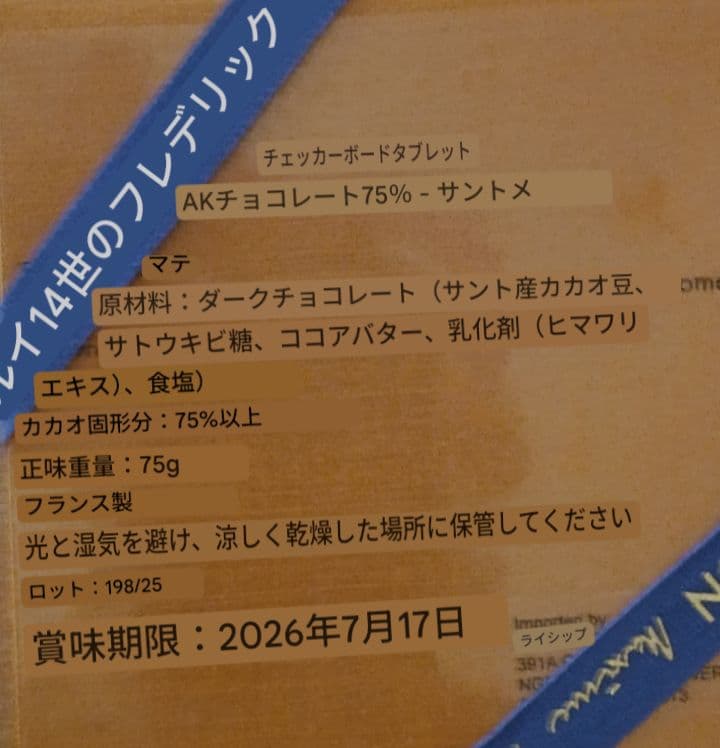 ルイ14世のフレデリック
チェッカーボードタブレット
AKチョコレート75% - サントメ
マテ
原材料：ダークチョコレート（サント産カカオ豆、
サトウキビ糖、ココアバター、乳化剤（ヒマワリ
エキス）、食塩）
カカオ固形分：75%以上
正味重量：75g
フランス製
光と湿気を避け、涼しく乾燥した場所に保管してください
ロット：198/25
賞味期限：2026年7月17日
Imported by
ライシップ
391A